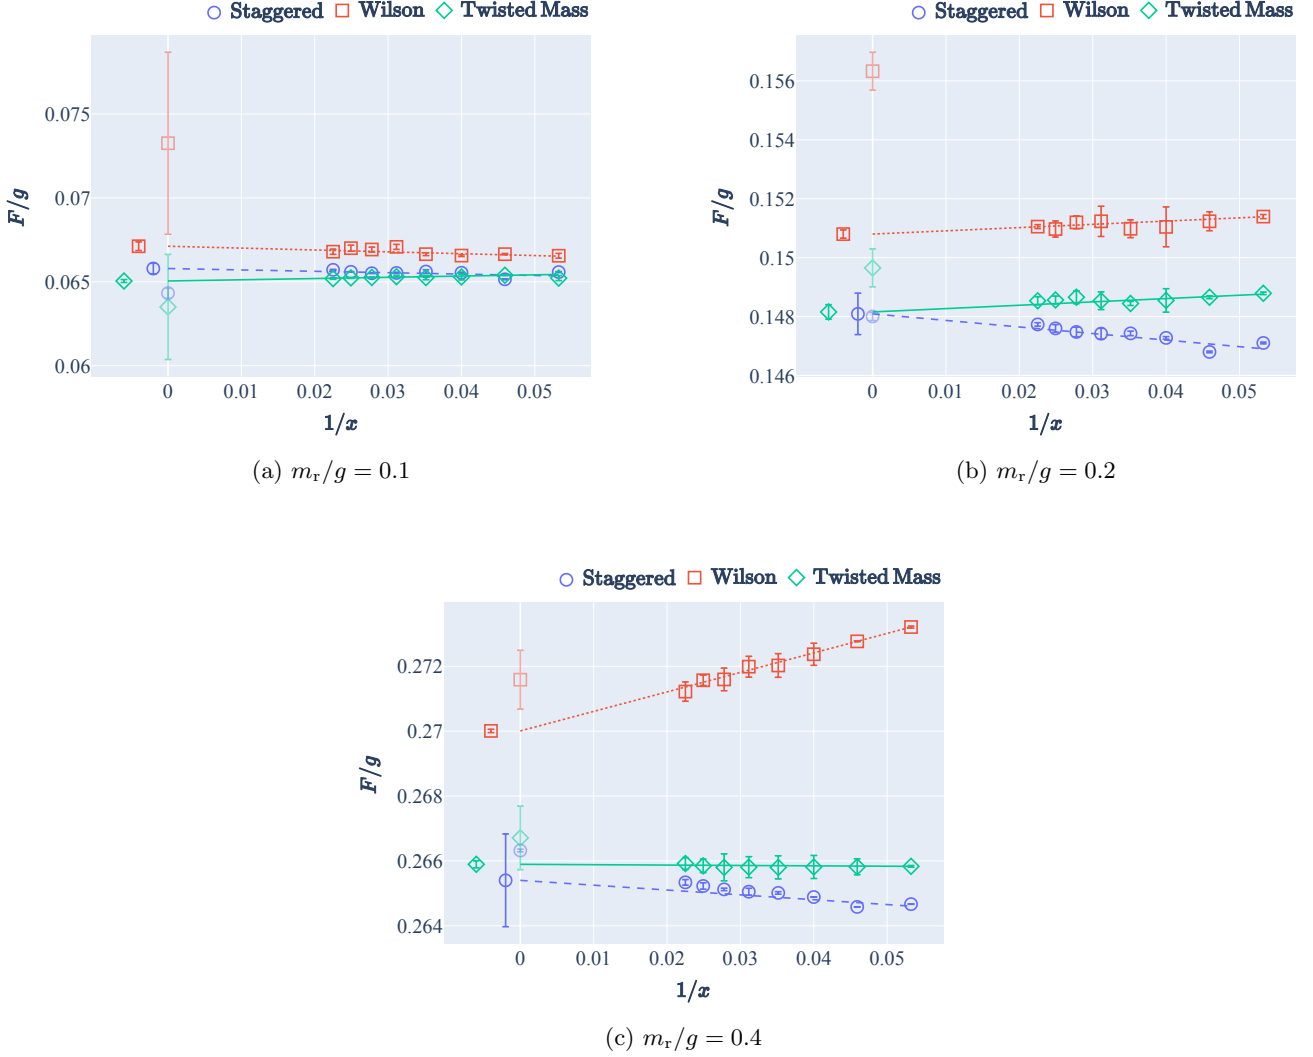 Staggered Wilson Twisted Mass
0.075
0.07
0.065
0.06
F/g
0 0.01 0.02 0.03 0.04 0.05
1/x
(a) m_r/g = 0.1
Staggered Wilson Twisted Mass
0.156
0.154
0.152
0.15
0.148
0.146
F/g
0 0.01 0.02 0.03 0.04 0.05
1/x
(b) m_r/g = 0.2
Staggered Wilson Twisted Mass
0.272
0.27
0.268
0.266
0.264
F/g
0 0.01 0.02 0.03 0.04 0.05
1/x
(c) m_r/g = 0.4